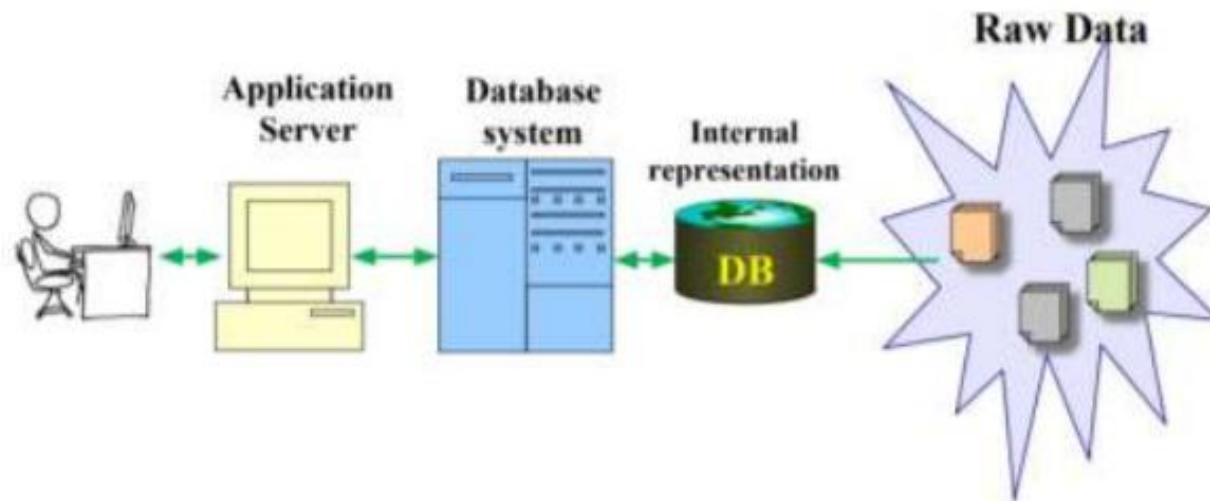 Raw Data
Application
Server
Database
system
Internal
representation
DB